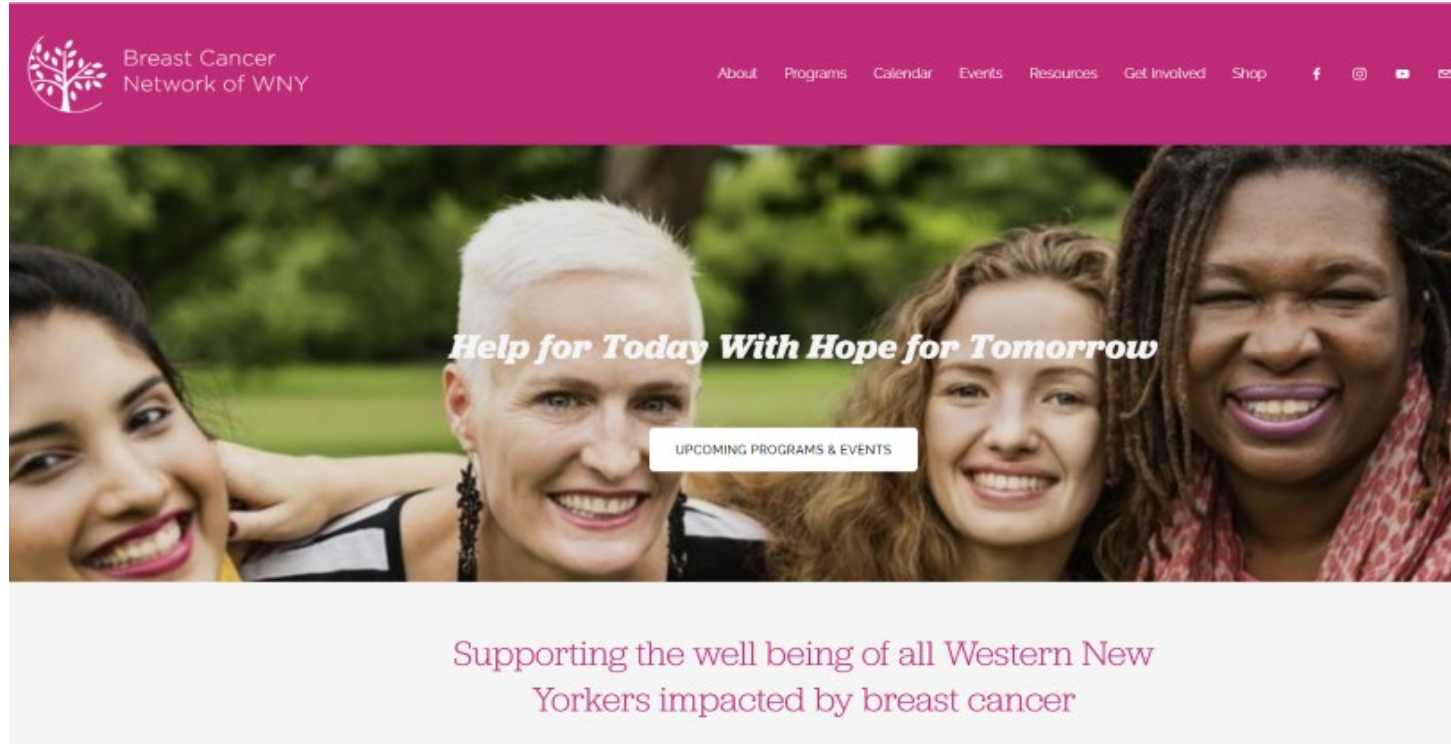 Breast Cancer
Network of WNY
About Programs Calendar Events Resources Get Involved Shop
Help for Today With Hope for Tomorrow
UPCOMING PROGRAMS & EVENTS
Supporting the well being of all Western New
Yorkers impacted by breast cancer